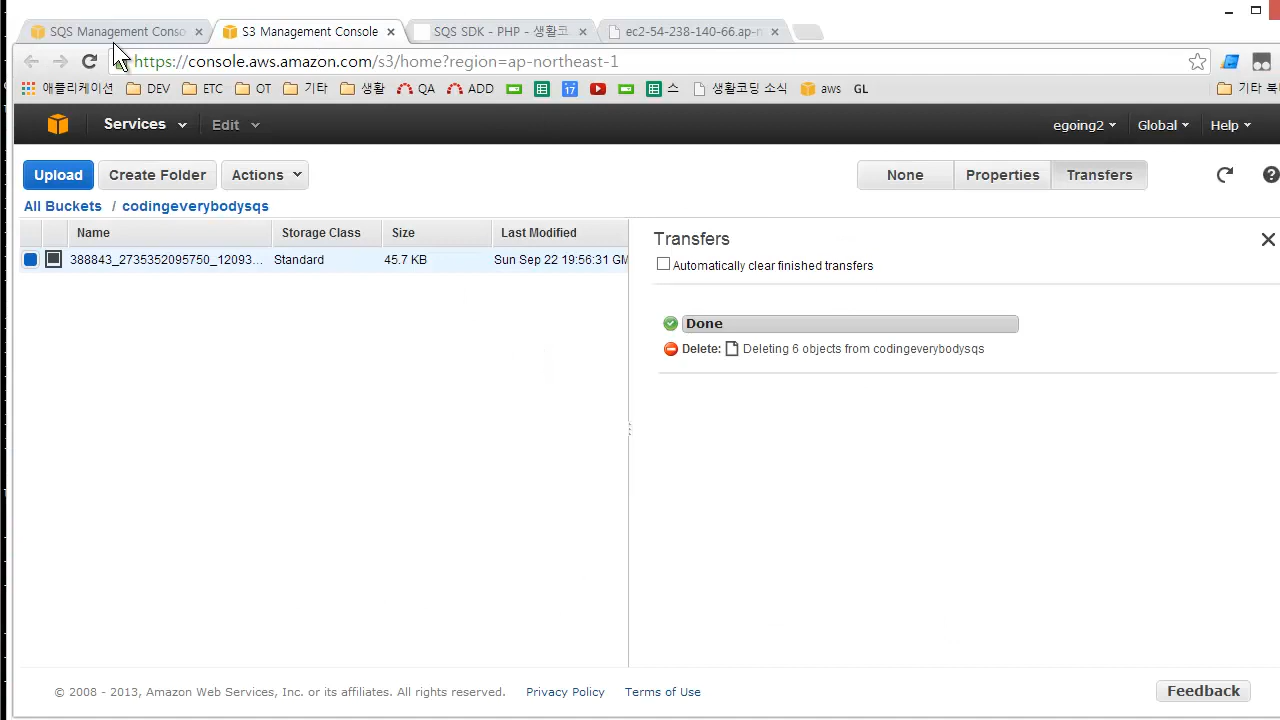 SQS Management Conso
S3 Management Console
SQS SDK - PHP - 생활코
ec2-54-238-140-66.ap-n
https://console.aws.amazon.com/s3/home?region=ap-northeast-1
애플리케이션 DEV ETC OT 기타 생활 QA ADD 17 스 생활코딩 소식 aws GL 기타 북
Services Edit egoing2 Global Help
Upload Create Folder Actions None Properties Transfers
All Buckets / codingeverybodysqs
Name Storage Class Size Last Modified
388843_2735352095750_12093... Standard 45.7 KB Sun Sep 22 19:56:31 GM
Transfers
Automatically clear finished transfers
Done
Delete: Deleting 6 objects from codingeverybodysqs
© 2008 - 2013, Amazon Web Services, Inc. or its affiliates. All rights reserved. Privacy Policy Terms of Use
Feedback